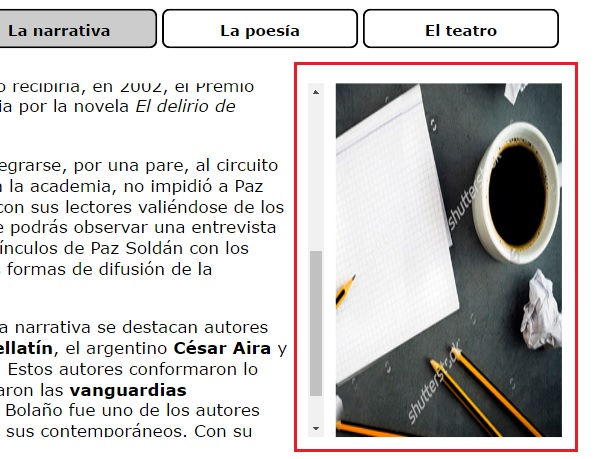 La narrativa
La poesía
El teatro
o recibiría, en 2002, el Premio
ia por la novela El delirio de
egrarse, por una pare, al circuito
la academia, no impidió a Paz
con sus lectores valiéndose de los
e podrás observar una entrevista
ínculos de Paz Soldán con los
formas de difusión de la
a narrativa se destacan autores
ellatín, el argentino César Aira y
Estos autores conformaron lo
aron las vanguardias
Bolaño fue uno de los autores
sus contemporáneos. Con su
shutterstock
shutterstock